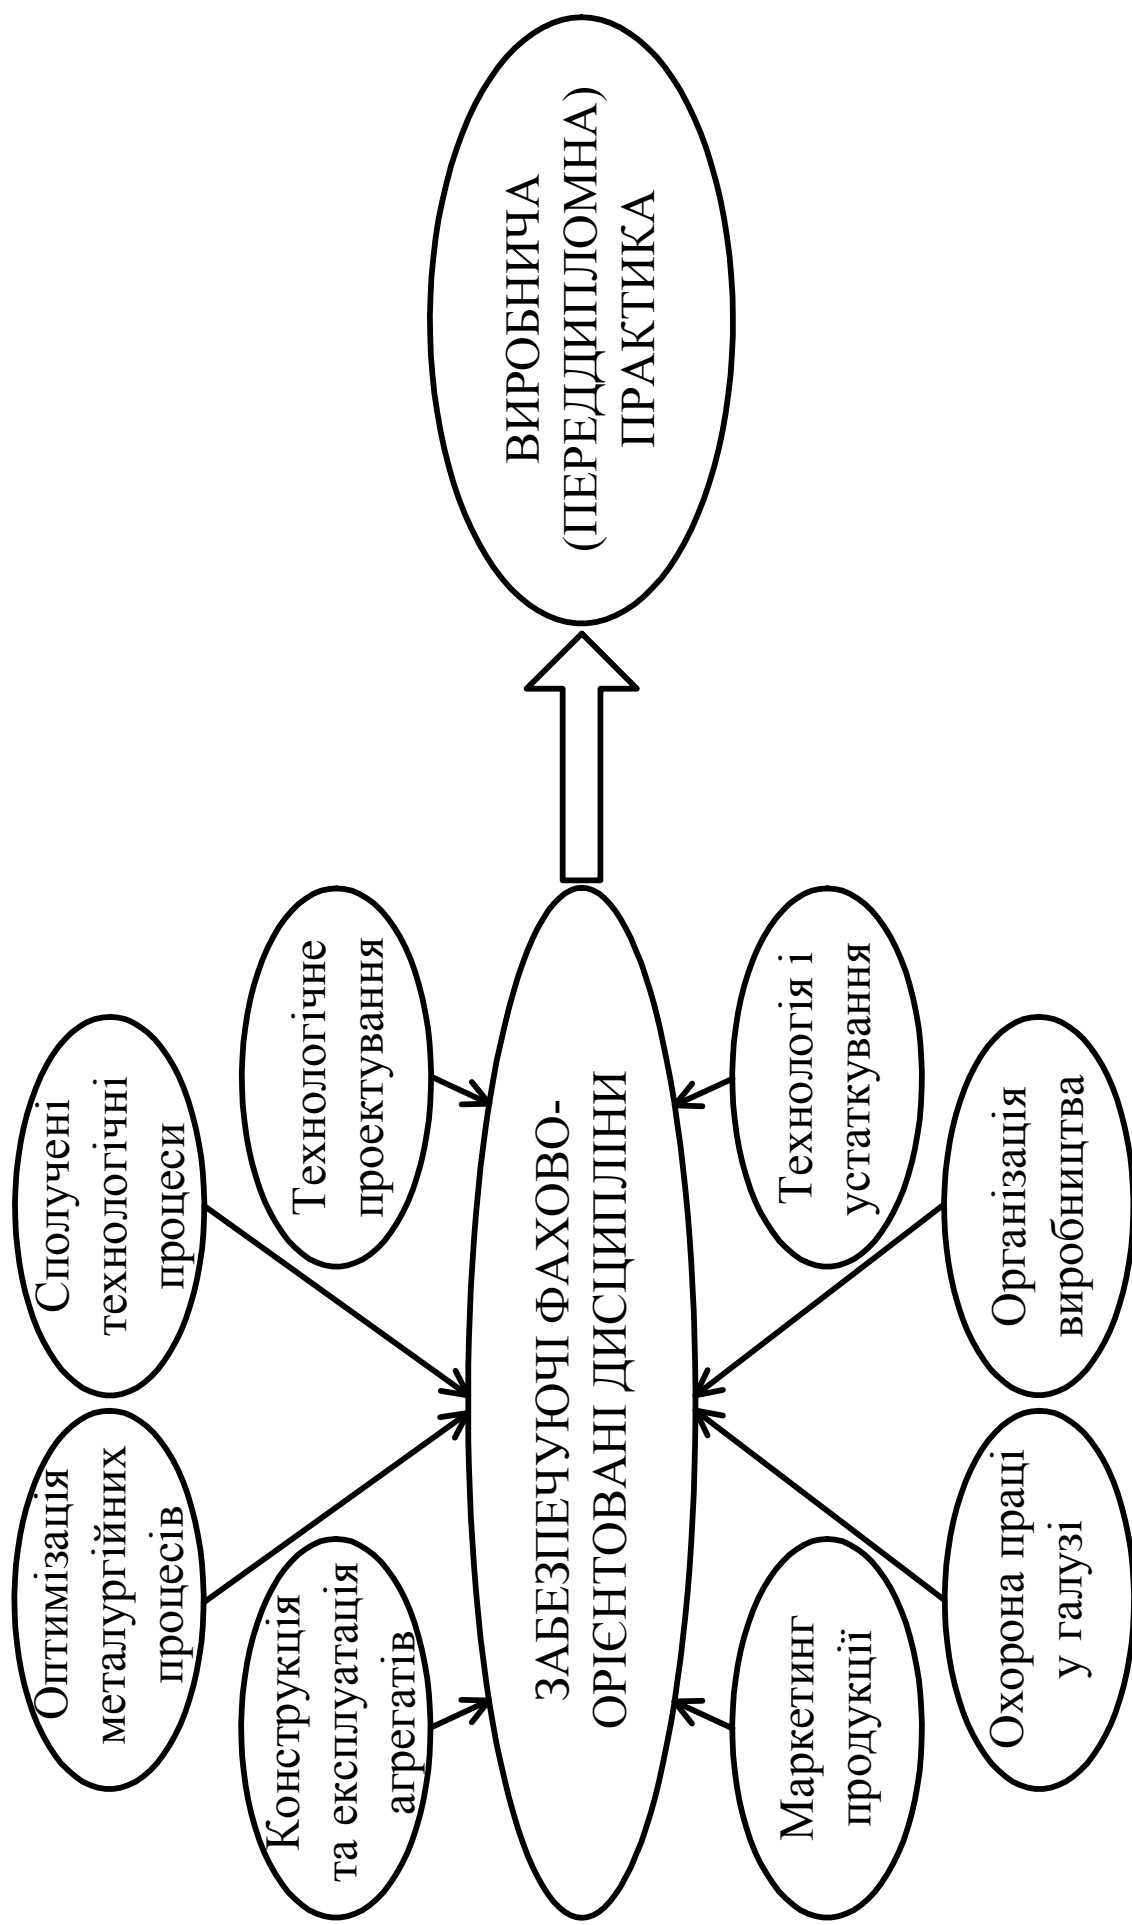 Оптимізація
металургійних
процесів
Сполучені
технологічні
процеси
Конструкція
та експлуатація
агрегатів
Технологічне
проектування
ЗАБЕЗПЕЧУЮЧІ ФАХОВО-
ОРІЄНТОВАНІ ДИСЦИПЛІНИ
ВИРОБНИЧА
(ПЕРЕДДИПЛОМНА)
ПРАКТИКА
Маркетинг
продукції
Технологія і
устаткування
Охорона праці
у галузі
Організація
виробництва